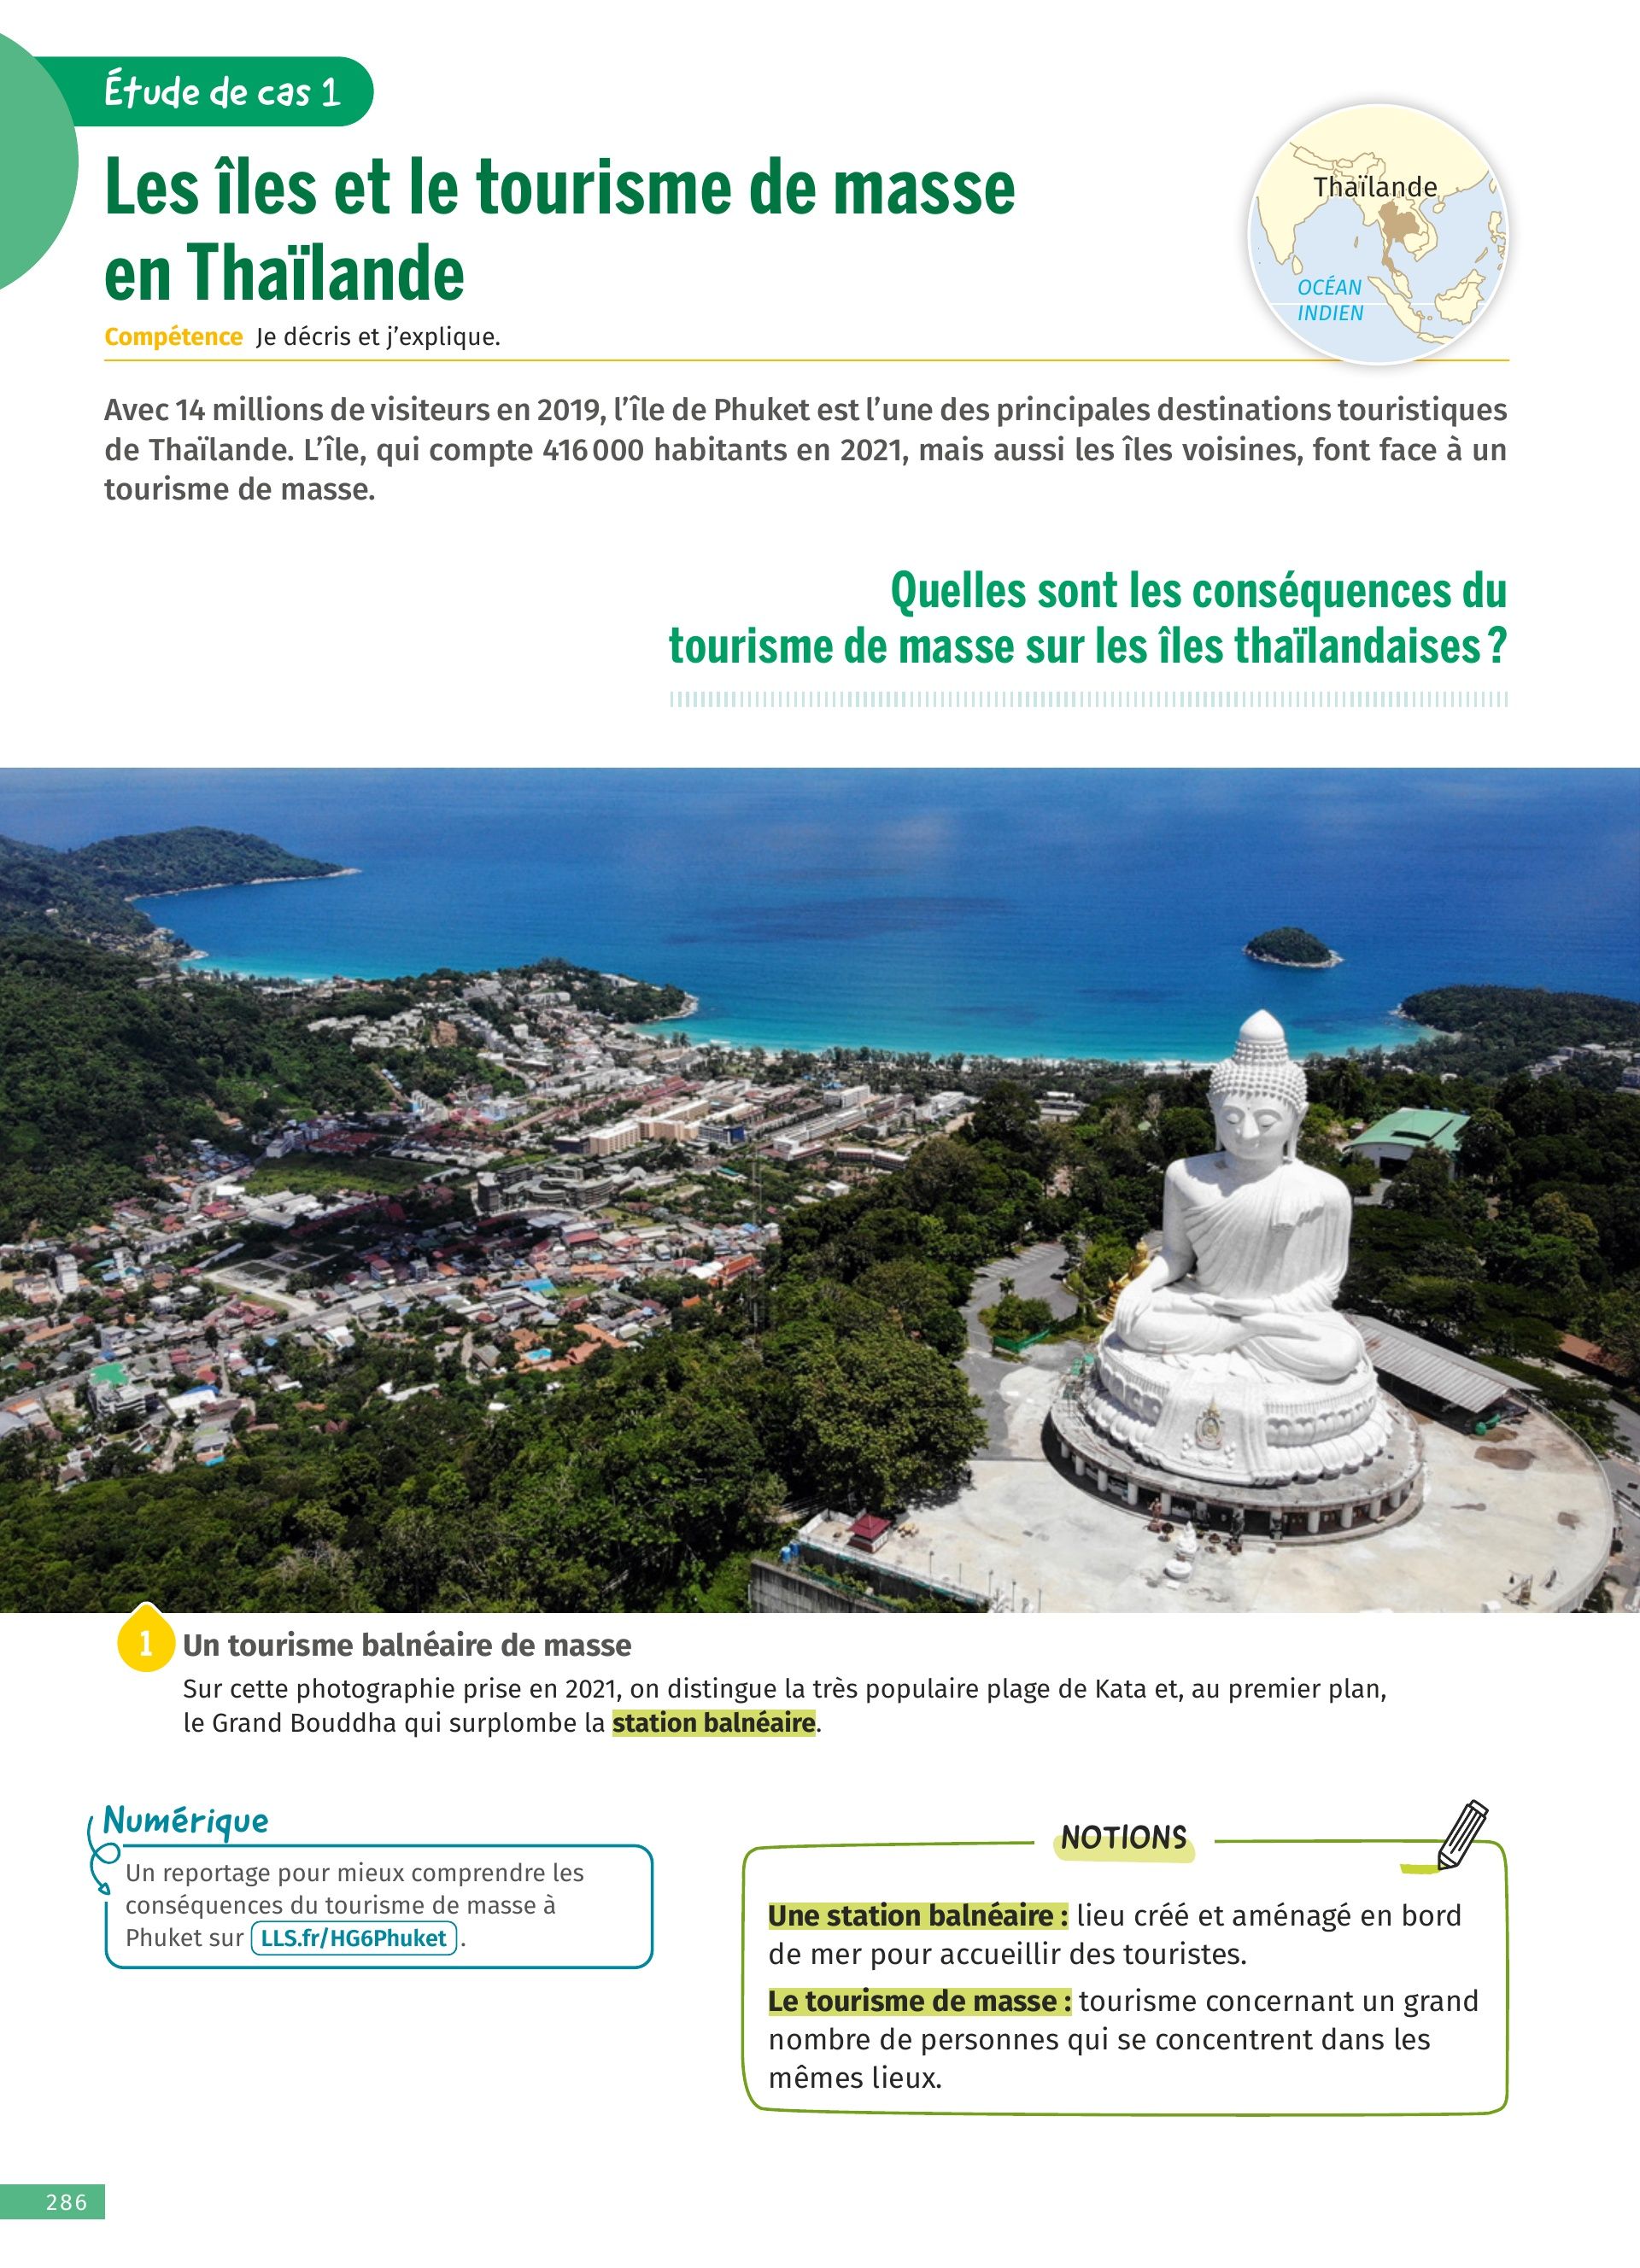 Étude de cas 1
Les îles et le tourisme de masse
en Thaïlande
Compétence Je décris et j’explique.
Thaïlande
OCÉAN
INDIEN
Avec 14 millions de visiteurs en 2019, l’île de Phuket est l’une des principales destinations touristiques
de Thaïlande. L’île, qui compte 416 000 habitants en 2021, mais aussi les îles voisines, font face à un
tourisme de masse.
Quelles sont les conséquences du
tourisme de masse sur les îles thaïlandaises ?
1 Un tourisme balnéaire de masse
Sur cette photographie prise en 2021, on distingue la très populaire plage de Kata et, au premier plan,
le Grand Bouddha qui surplombe la station balnéaire.
Numérique
Un reportage pour mieux comprendre les
conséquences du tourisme de masse à
Phuket sur LLS.fr/HG6Phuket .
NOTIONS
Une station balnéaire : lieu créé et aménagé en bord
de mer pour accueillir des touristes.
Le tourisme de masse : tourisme concernant un grand
nombre de personnes qui se concentrent dans les
mêmes lieux.
286